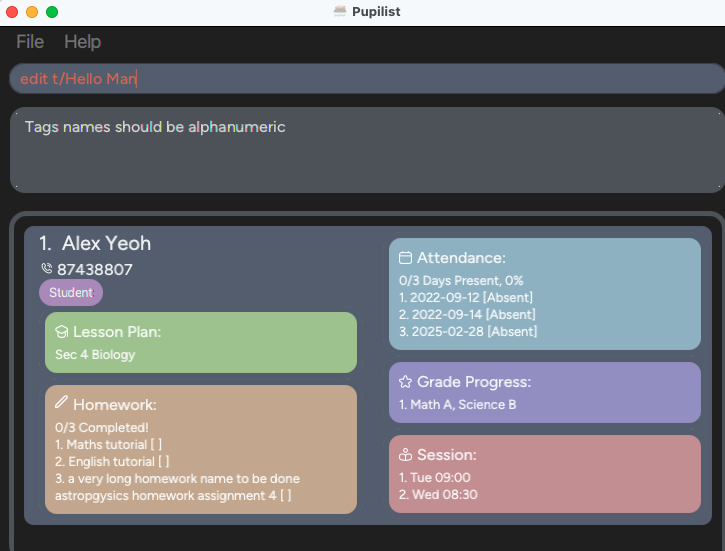 Pupilist
File Help
edit t/Hello Man
Tags names should be alphanumeric
1. Alex Yeoh
87438807
Student
Lesson Plan:
Sec 4 Biology
Homework:
0/3 Completed!
1. Maths tutorial [ ]
2. English tutorial [ ]
3. a very long homework name to be done
astropgysics homework assignment 4 [ ]
Attendance:
0/3 Days Present, 0%
1. 2022-09-12 [Absent]
2. 2022-09-14 [Absent]
3. 2025-02-28 [Absent]
Grade Progress:
1. Math A, Science B
Session:
1. Tue 09:00
2. Wed 08:30